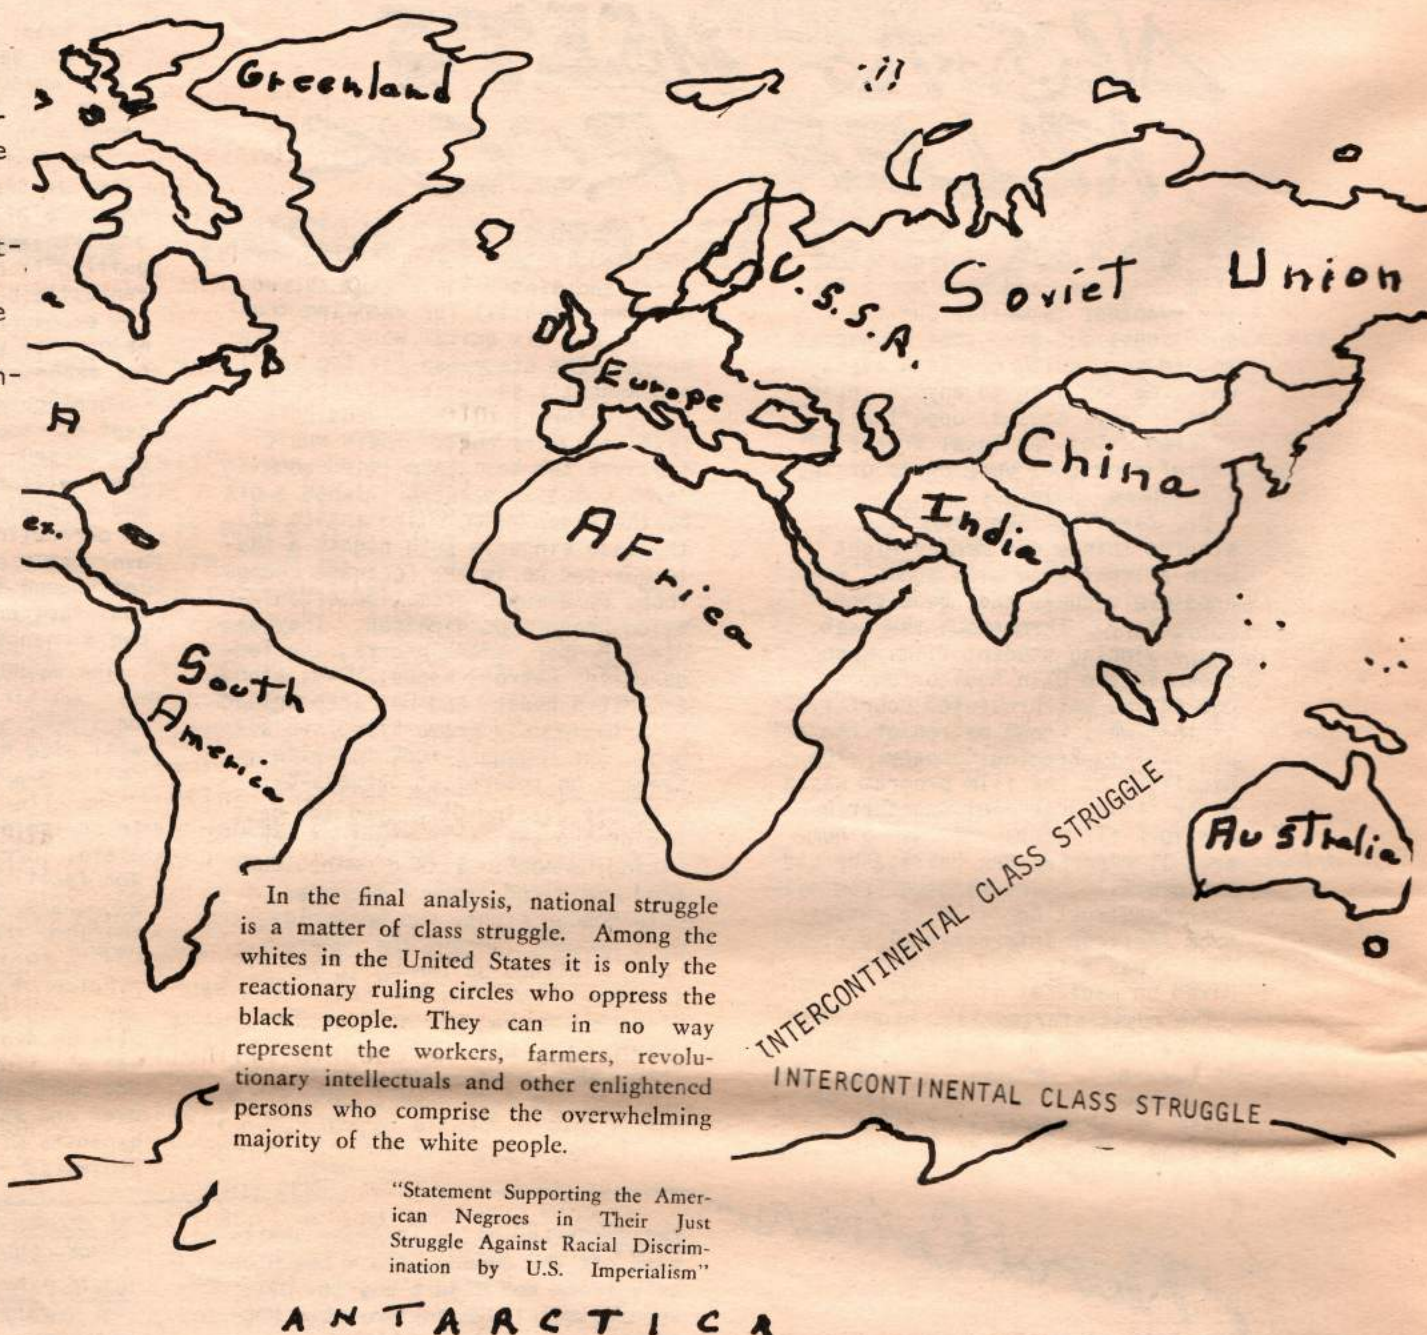 Greenland
U.S.S.R.
Soviet Union
Europe
A
China
ex.
India
AFrica
South
America
Australia
INTERCONTINENTAL CLASS STRUGGLE
INTERCONTINENTAL CLASS STRUGGLE
In the final analysis, national struggle
is a matter of class struggle. Among the
whites in the United States it is only the
reactionary ruling circles who oppress the
black people. They can in no way
represent the workers, farmers, revolu-
tionary intellectuals and other enlightened
persons who comprise the overwhelming
majority of the white people.
"Statement Supporting the Amer-
ican Negroes in Their Just
Struggle Against Racial Discrim-
ination by U.S. Imperialism"
ANTARCTICA